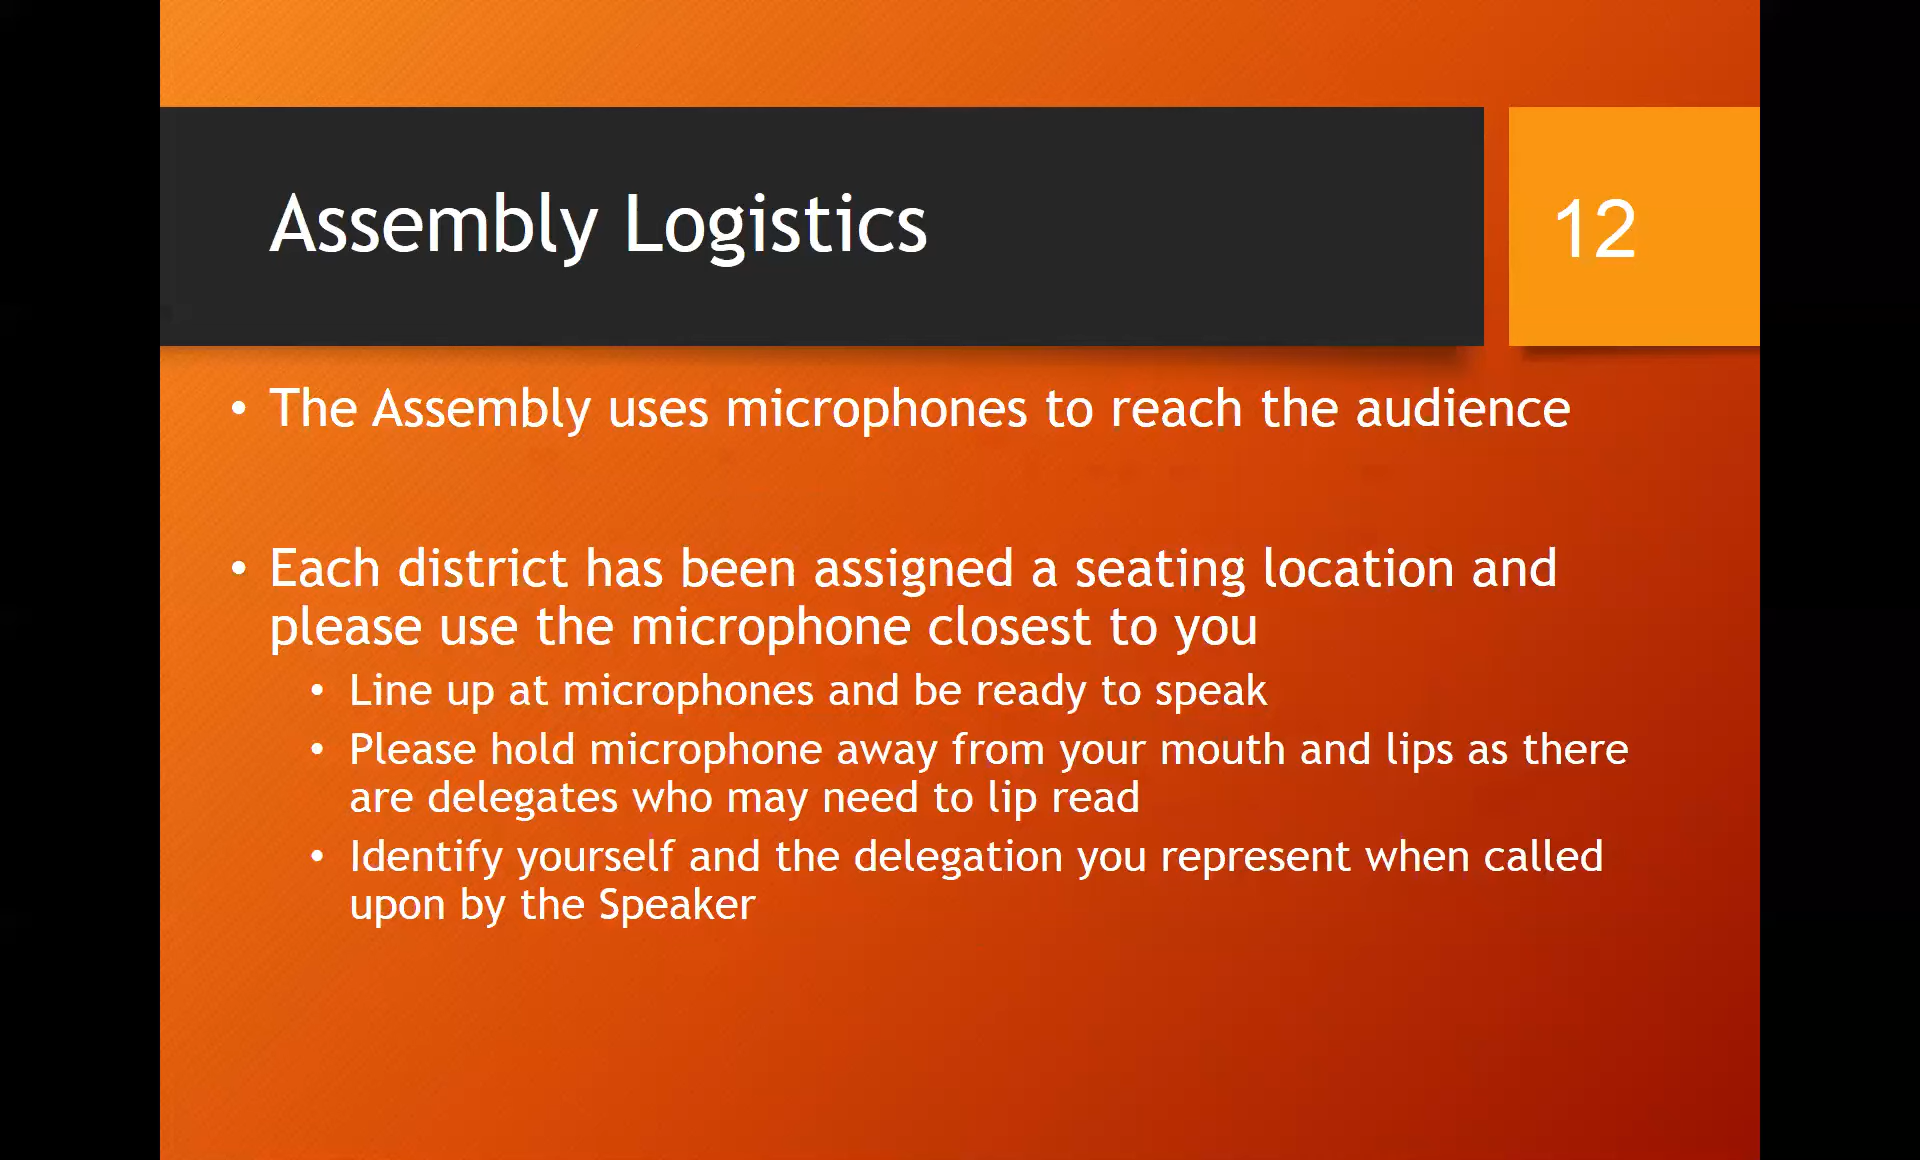 Assembly Logistics
12
• The Assembly uses microphones to reach the audience
• Each district has been assigned a seating location and
please use the microphone closest to you
• Line up at microphones and be ready to speak
• Please hold microphone away from your mouth and lips as there
are delegates who may need to lip read
• Identify yourself and the delegation you represent when called
upon by the Speaker